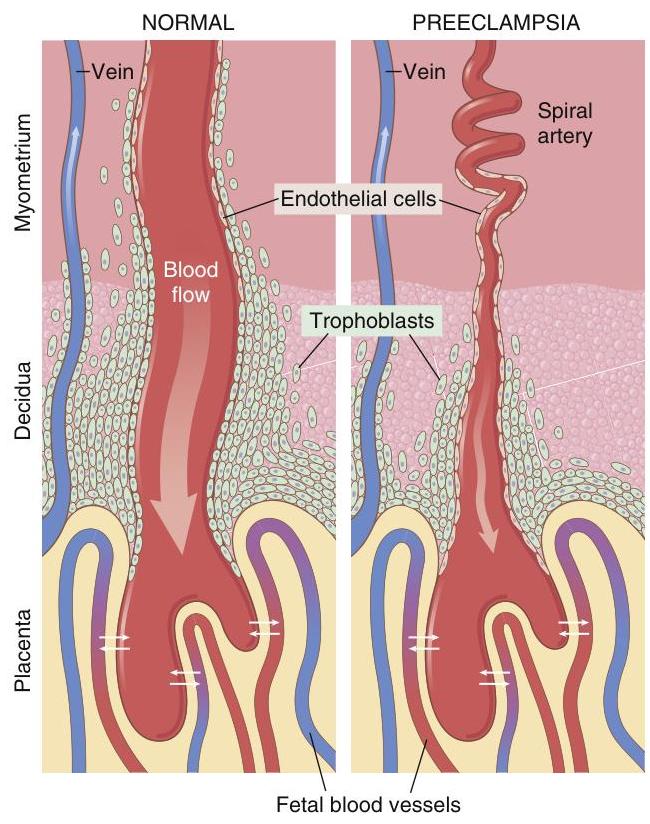 NORMAL
PREECLAMPSIA
Vein
Vein
Spiral
artery
Myometrium
Endothelial cells
Blood
flow
Trophoblasts
Decidua
Placenta
Fetal blood vessels